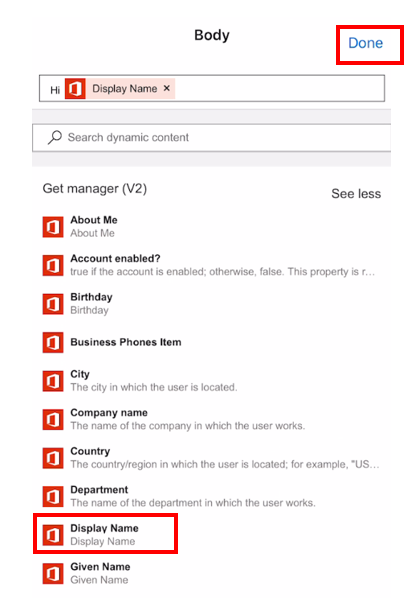 Body
Done
Hi Display Name ×
Search dynamic content
Get manager (V2)
See less
About Me
About Me
Account enabled?
true if the account is enabled; otherwise, false. This property is r...
Birthday
Birthday
Business Phones Item
City
The city in which the user is located.
Company name
The name of the company in which the user works.
Country
The country/region in which the user is located; for example, "US...
Department
The name of the department in which the user works.
Display Name
Display Name
Given Name
Given Name